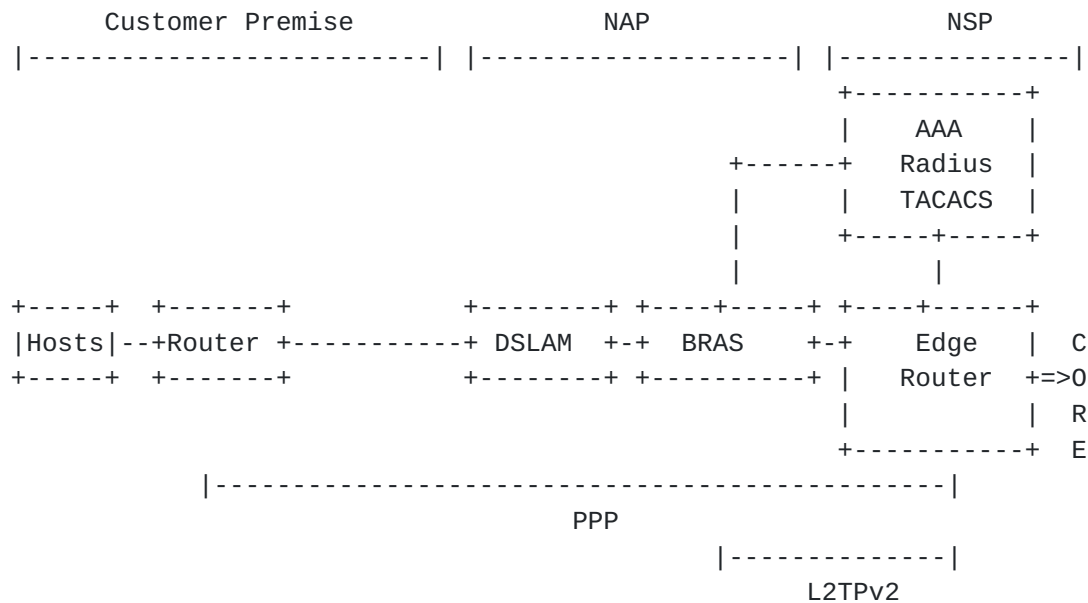 Customer Premise                NAP                   NSP
|---------------------------| |--------------------| |---------------|
                                                      +-----------+
                                                      |    AAA    |
                                               +------+   Radius  |
                                               |      |   TACACS  |
                                               |      +-----+-----+
                                               |            |
+-----+  +-------+            +--------+ +----+-----+ +----+------+
|Hosts|--+Router +-----------+ DSLAM  +-+  BRAS    +-+    Edge   |  C
+-----+  +-------+            +--------+ +----------+ |   Router  +=>O
                                                      |           |  R
                                                      +-----------+  E
            |-----------------------------------------------|
                                    PPP
                                              |--------------|
                                                   L2TPv2